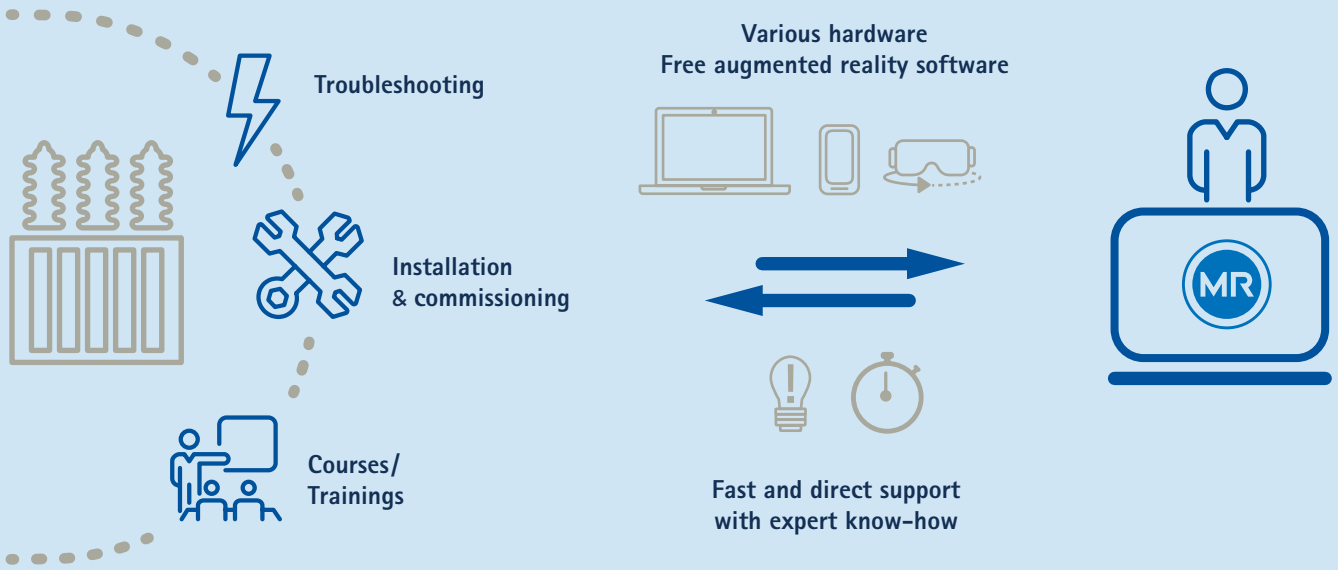 Troubleshooting
Installation
& commissioning
Courses/
Trainings
Various hardware
Free augmented reality software
Fast and direct support
with expert know-how
MR